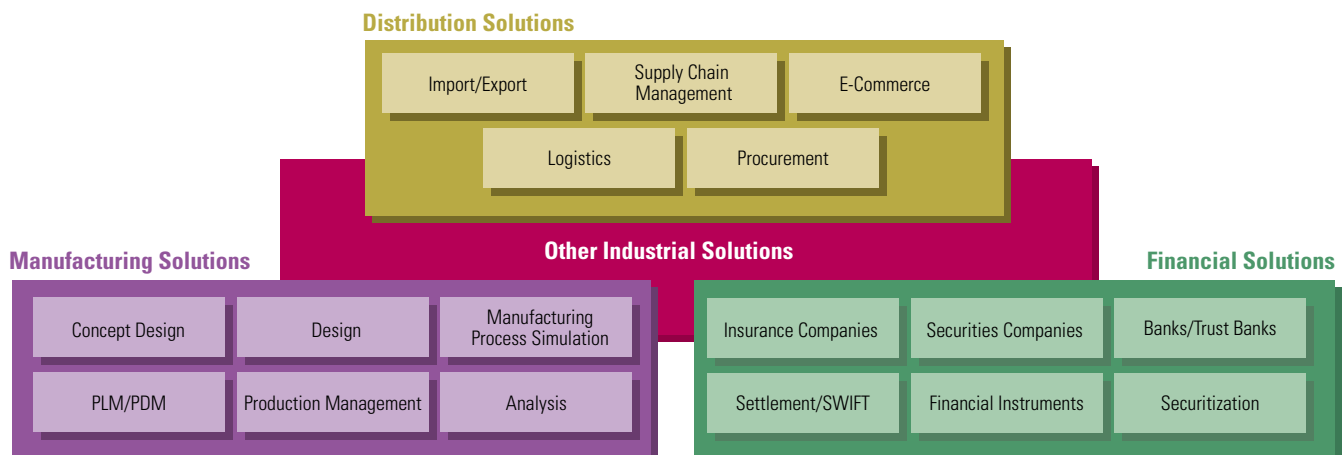 Distribution Solutions
Import/Export
Supply Chain
Management
E-Commerce
Logistics
Procurement
Other Industrial Solutions
Manufacturing Solutions
Concept Design
Design
Manufacturing
Process Simulation
PLM/PDM
Production Management
Analysis
Financial Solutions
Insurance Companies
Securities Companies
Banks/Trust Banks
Settlement/SWIFT
Financial Instruments
Securitization